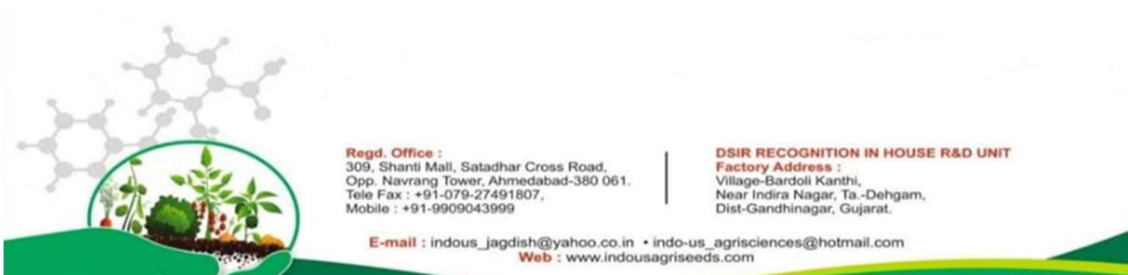 Regd. Office :
309, Shanti Mall, Satadhar Cross Road,
Opp. Navrang Tower, Ahmedabad-380 061.
Tele Fax : +91-079-27491807,
Mobile : +91-9909043999
DSIR RECOGNITION IN HOUSE R&D UNIT
Factory Address :
Village-Bardoli Kanthi,
Near Indira Nagar, Ta.-Dehgam,
Dist-Gandhinagar, Gujarat.
E-mail : indous_jagdish@yahoo.co.in • indo-us_agrisciences@hotmail.com
Web : www.indousagriseeds.com